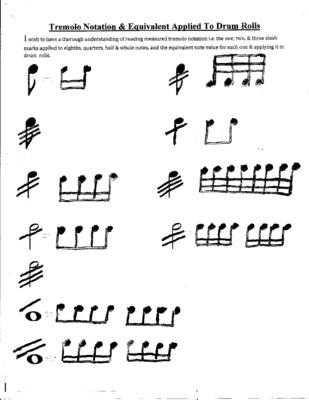 Tremolo Notation & Equivalent Applied To Drum Rolls
I wish to have a thorough understanding of reading measured tremolo notation i.e. the one, two, & three slash
marks applied to eighths, quarters, half & whole notes, and the equivalent note value for each one & applying it to
drum rolls.